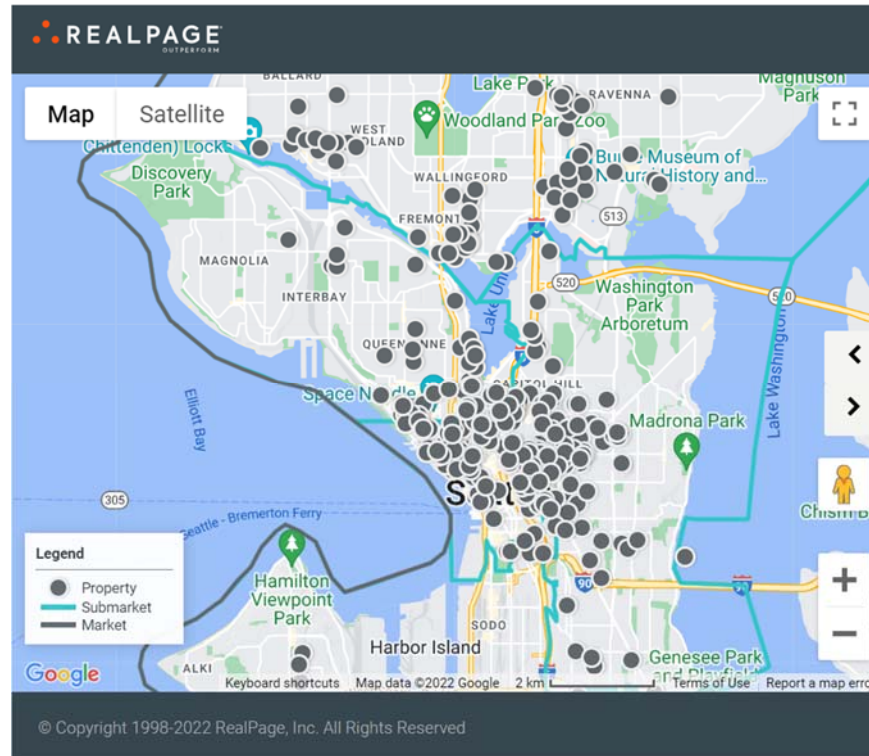 REALPAGE
OUTPERFORM
Map
Satellite
BALLARD
Lake Park
RAVENNA
Magnuson
Park
WEST
Woodland Park Zoo
Chittenden) Locks
Discovery
Park
WALLINGFORD
Museum of
Natural History and...
FREMONT
513
MAGNOLIA
INTERBAY
520
Washington
Park
Arboretum
520
Lake Washington
QUEEN ANNE
Space Needle
CAPITOL HILL
Madrona Park
Elliott Bay
305
Seattle - Bremerton Ferry
Legend
Property
Submarket
Market
Hamilton
Viewpoint
Park
90
SODO
Harbor Island
ALKI
Genesee Park
and Playfield
Google
Keyboard shortcuts
Map data ©2022 Google
2 km
Terms of Use
Report a map erro
© Copyright 1998-2022 RealPage, Inc. All Rights Reserved